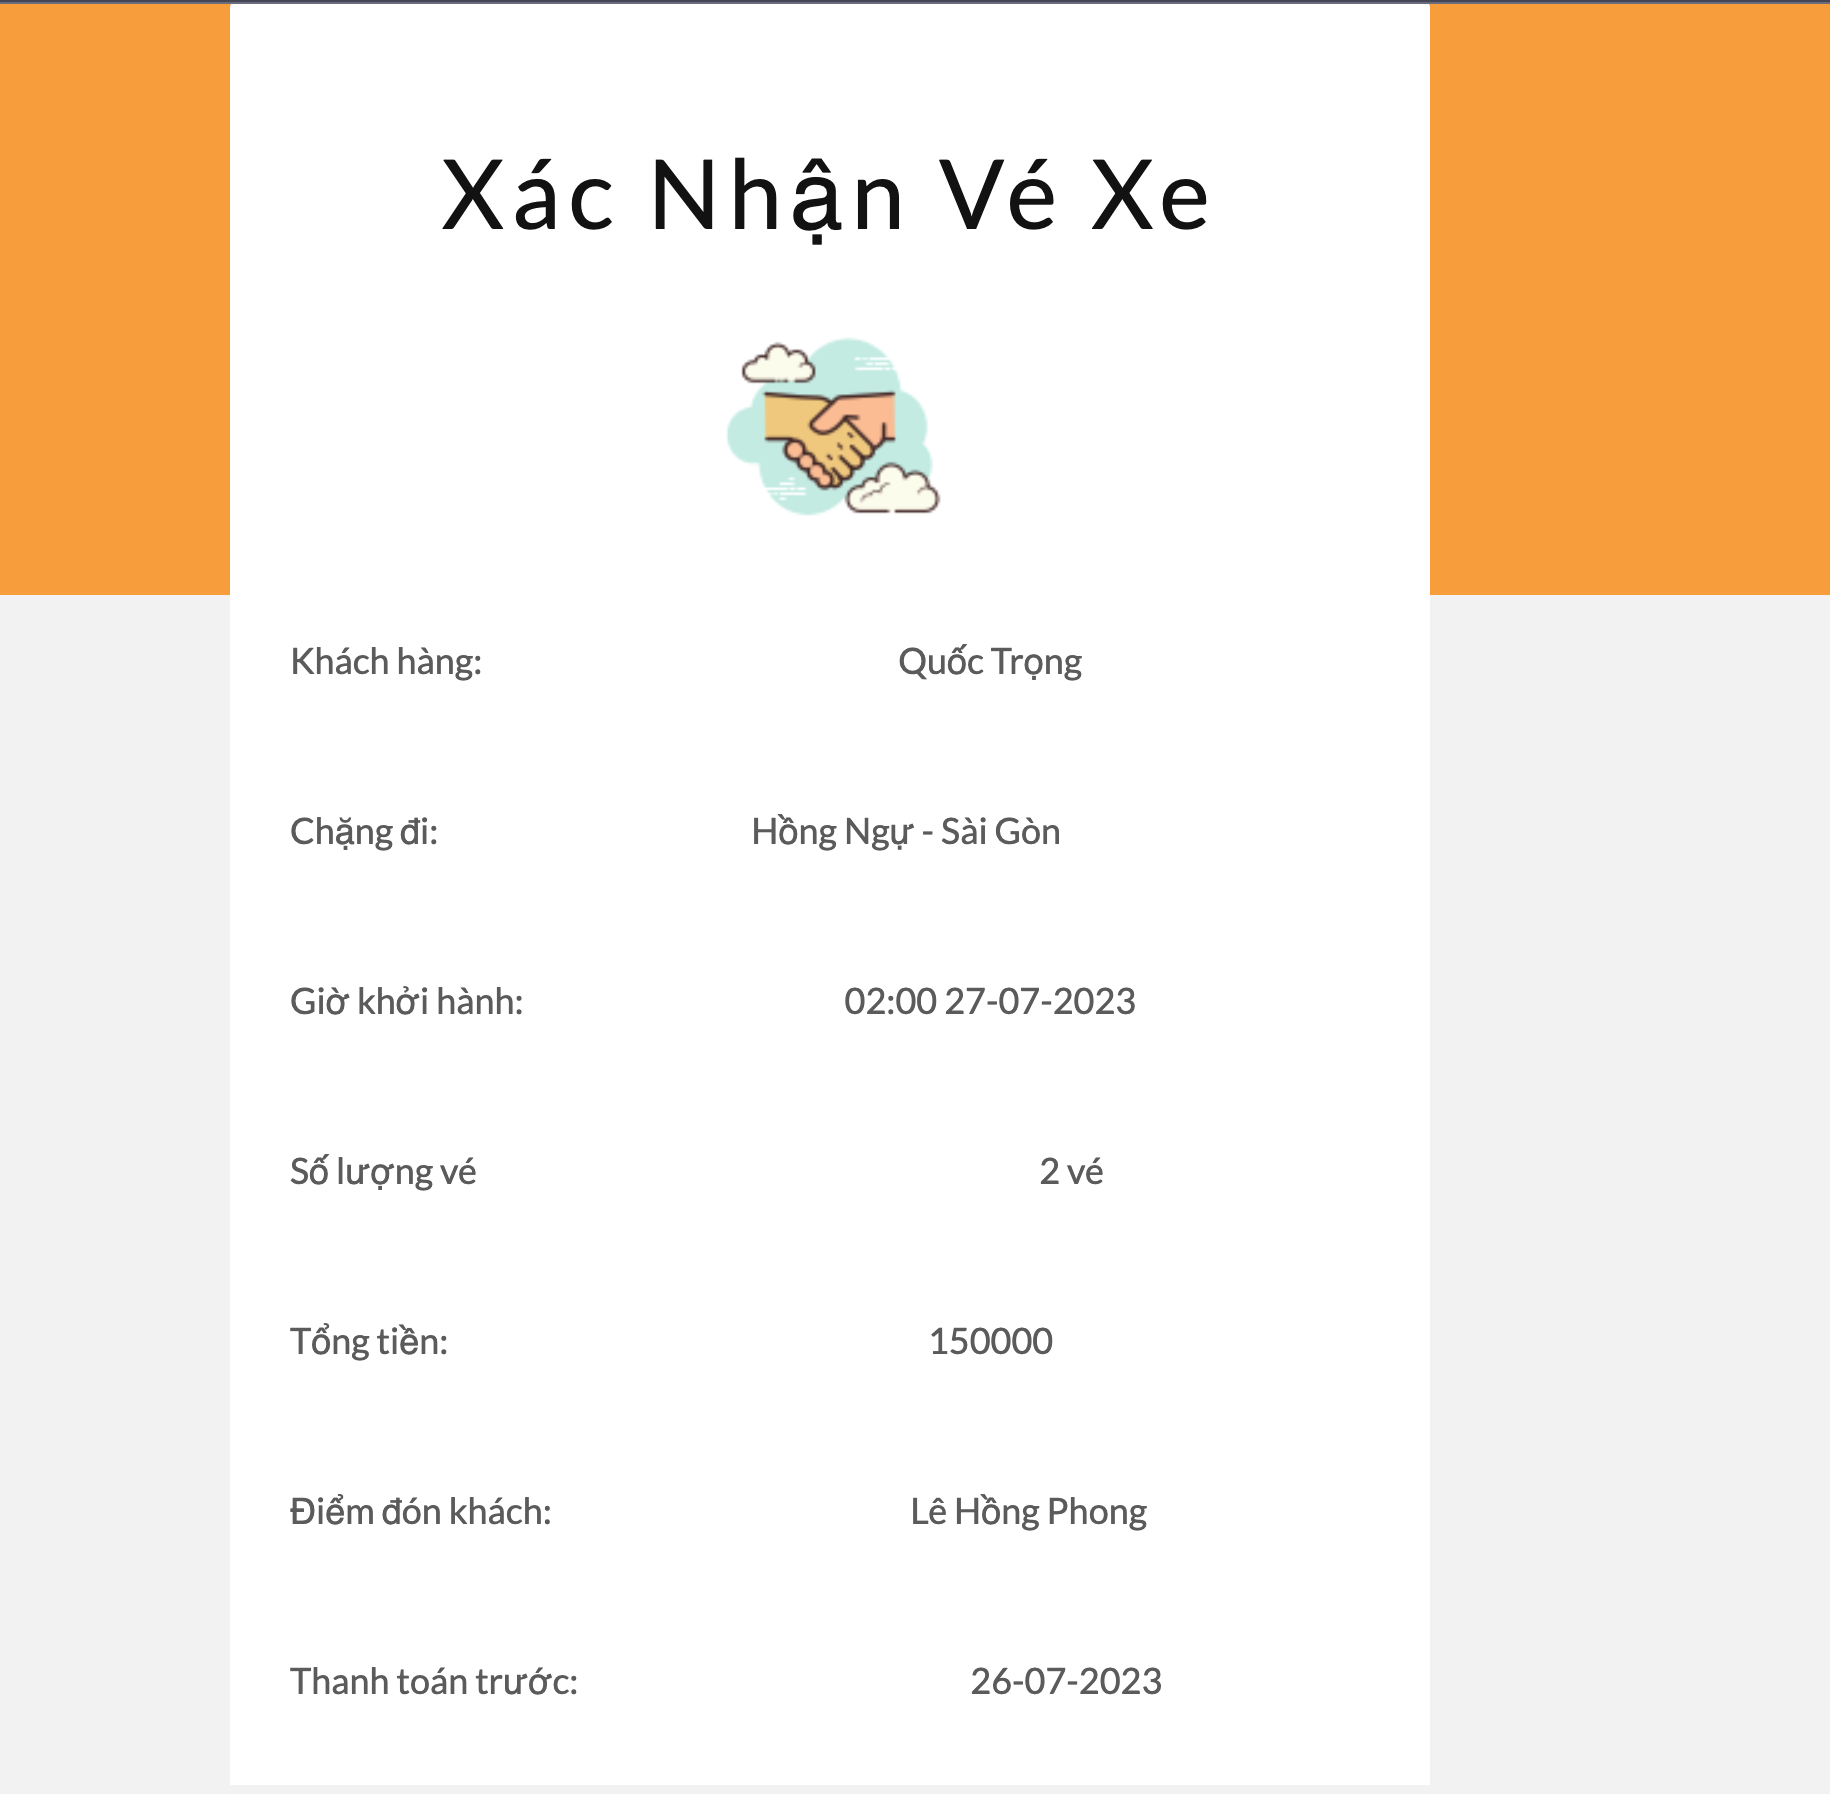 Xác Nhận Vé Xe
Khách hàng: Quốc Trọng
Chặng đi: Hồng Ngự - Sài Gòn
Giờ khởi hành: 02:00 27-07-2023
Số lượng vé 2 vé
Tổng tiền: 150000
Điểm đón khách: Lê Hồng Phong
Thanh toán trước: 26-07-2023